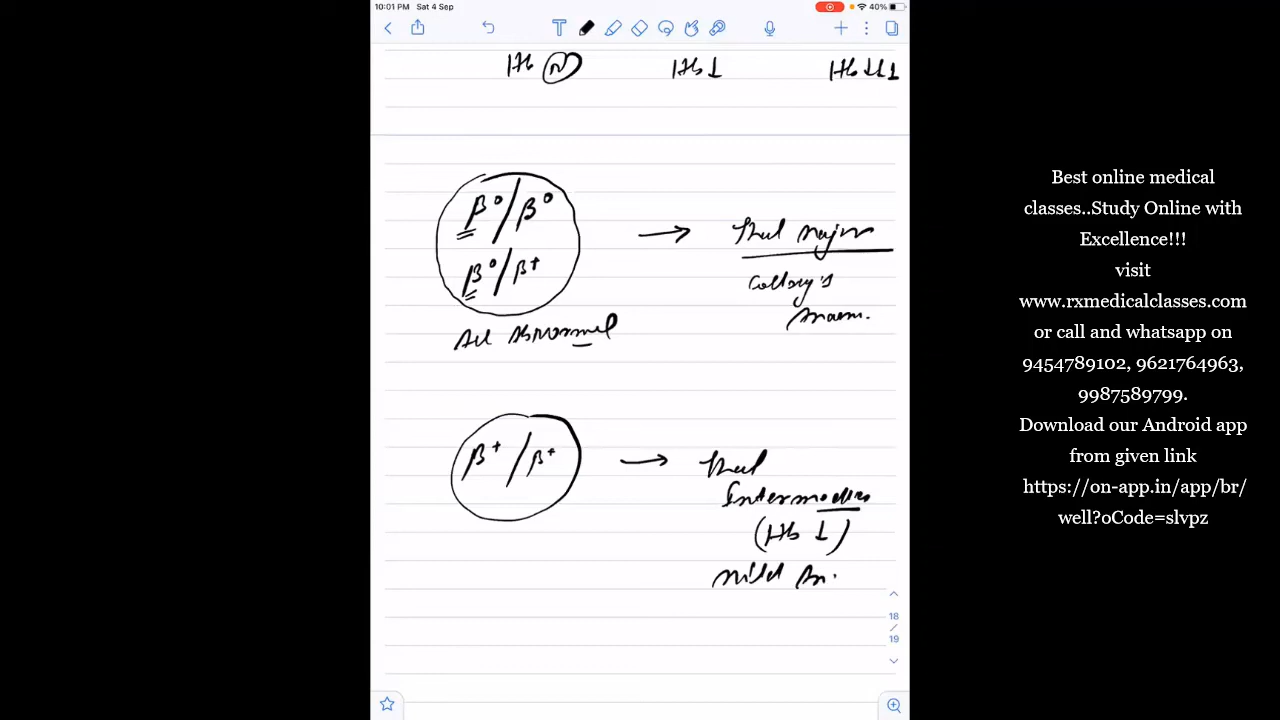 10:01 PM Sat 4 Sep
40%
Hb N Hb ↓ Hb ↓↓↓
β⁰/β⁰
β⁰/β⁺
→ Thal major
Cooley's
Anaem.
All Abnormal
β⁺/β⁺ → Thal
Intermedia
(Hb ↓)
mild An.
18
/
19
Best online medical
classes..Study Online with
Excellence!!!
visit
www.rxmedicalclasses.com
or call and whatsapp on
9454789102, 9621764963,
9987589799.
Download our Android app
from given link
https://on-app.in/app/br/
well?oCode=slvpz